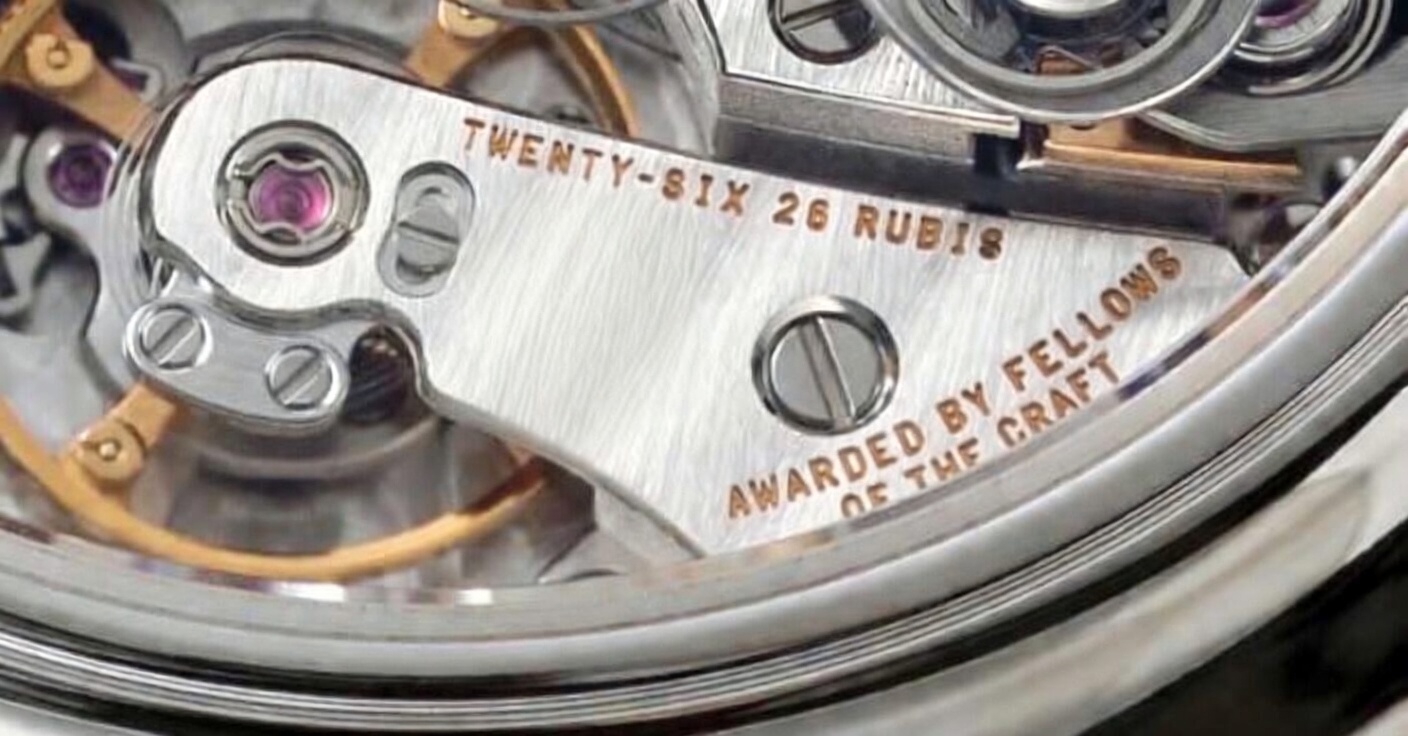 TWENTY-SIX 26 RUBIS
AWARDED BY FELLOWS
OF THE CRAFT